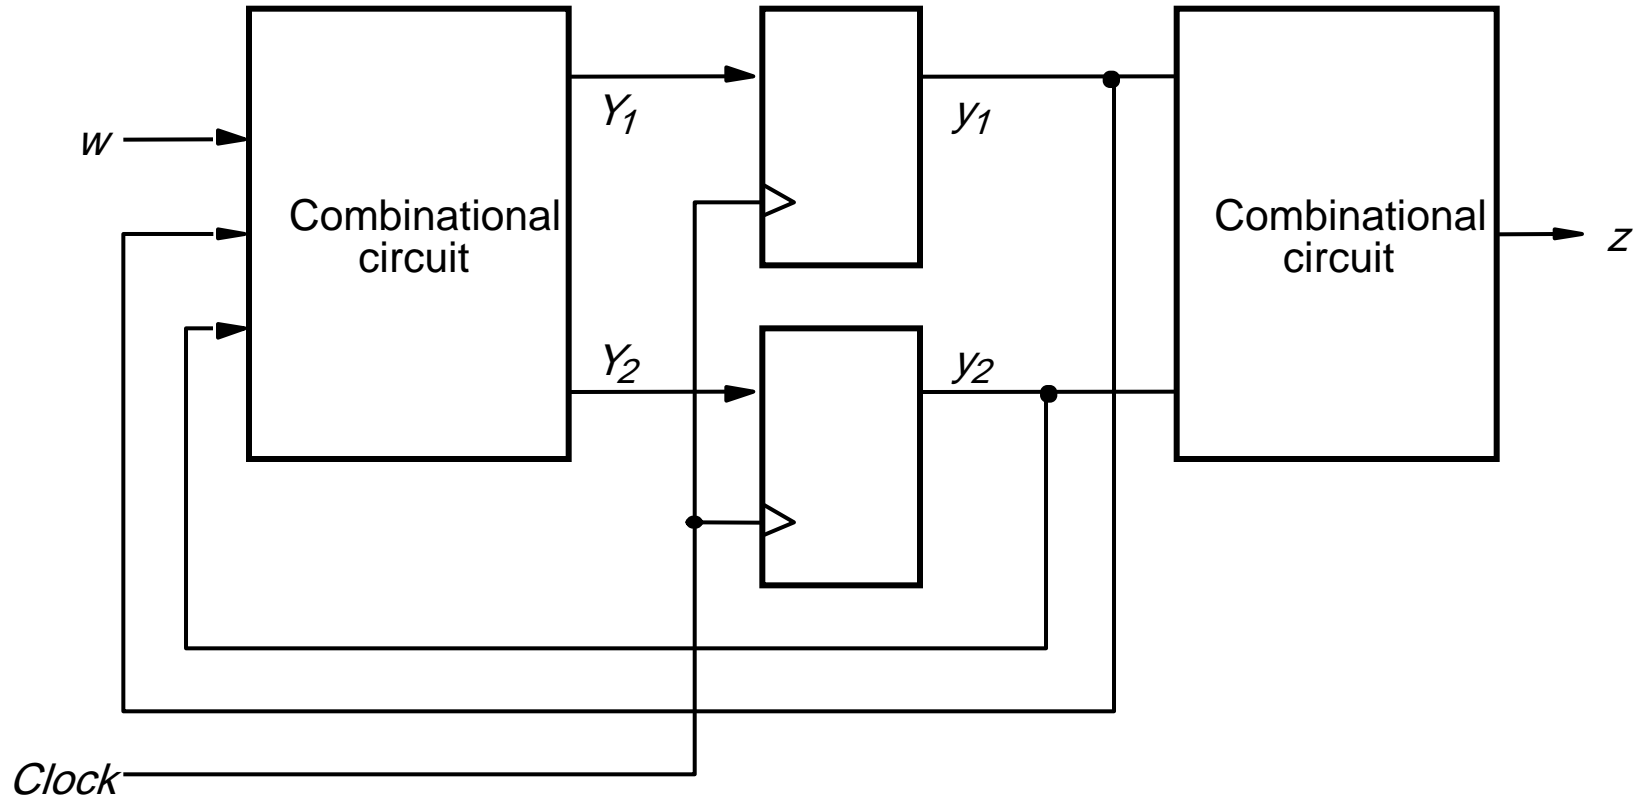 w
Combinational
circuit
Y1
Y2
y1
y2
Combinational
circuit
z
Clock